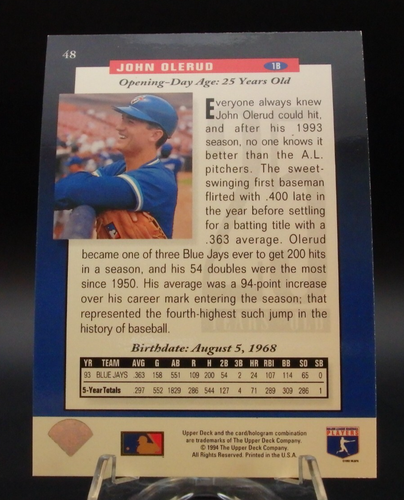 48
JOHN OLERUD 18
Opening-Day Age: 25 Years Old
Everyone always knew
John Olerud could hit,
and after his 1993
season, no one knows it
better than the A.L.
pitchers. The sweet-
swinging first baseman
flirted with .400 late in
the year before settling
for a batting title with a
.363 average. Olerud
became one of three Blue Jays ever to get 200 hits
in a season, and his 54 doubles were the most
since 1950. His average was a 94-point increase
over his career mark entering the season; that
represented the fourth-highest such jump in the
history of baseball.
YEARS OLD
Birthdate: August 5, 1968
YR TEAM AVG G AB R H 2B 3B HR RBI BB SO SB
93 BLUE JAYS .363 158 551 109 200 54 2 24 107 114 65 0
5-Year Totals .297 552 1829 286 544 127 4 71 289 309 286 1
Upper Deck and the card/hologram combination
are trademarks of The Upper Deck Company.
© 1994 The Upper Deck Company.
All Rights Reserved. Printed in the U.S.A.
PLAYERS